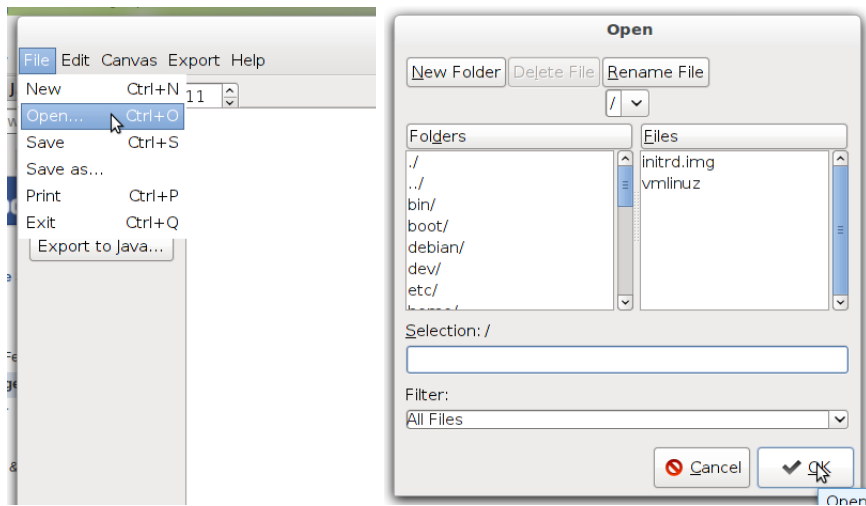 File Edit Canvas Export Help
New Ctrl+N
11
Open... Ctrl+O
Save Ctrl+S
Save as...
Print Ctrl+P
Exit Ctrl+Q
Export to Java...
Open
New Folder Delete File Rename File
/
Folders
./
../
bin/
boot/
debian/
dev/
etc/
Files
initrd.img
vmlinuz
Selection: /
Filter:
All Files
Cancel OK
Open